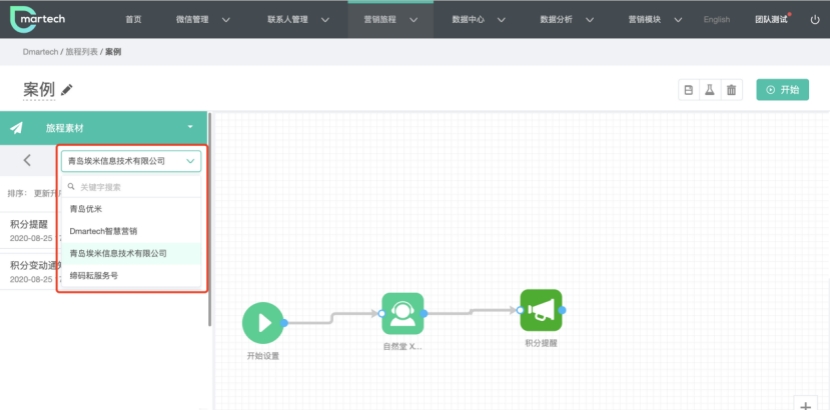 Dmartech
首页 微信管理 联系人管理 营销旅程 数据中心 数据分析 营销模块 English 团队测试
Dmartech / 旅程列表 / 案例
案例
开始
旅程素材
青岛埃米信息技术有限公司
关键字搜索
排序： 更新
青岛优米
积分提醒
2020-08-25
Dmartech智慧营销
青岛埃米信息技术有限公司
积分变动通知
2020-08-25
缔码耘服务号
开始设置
自然堂 X...
积分提醒